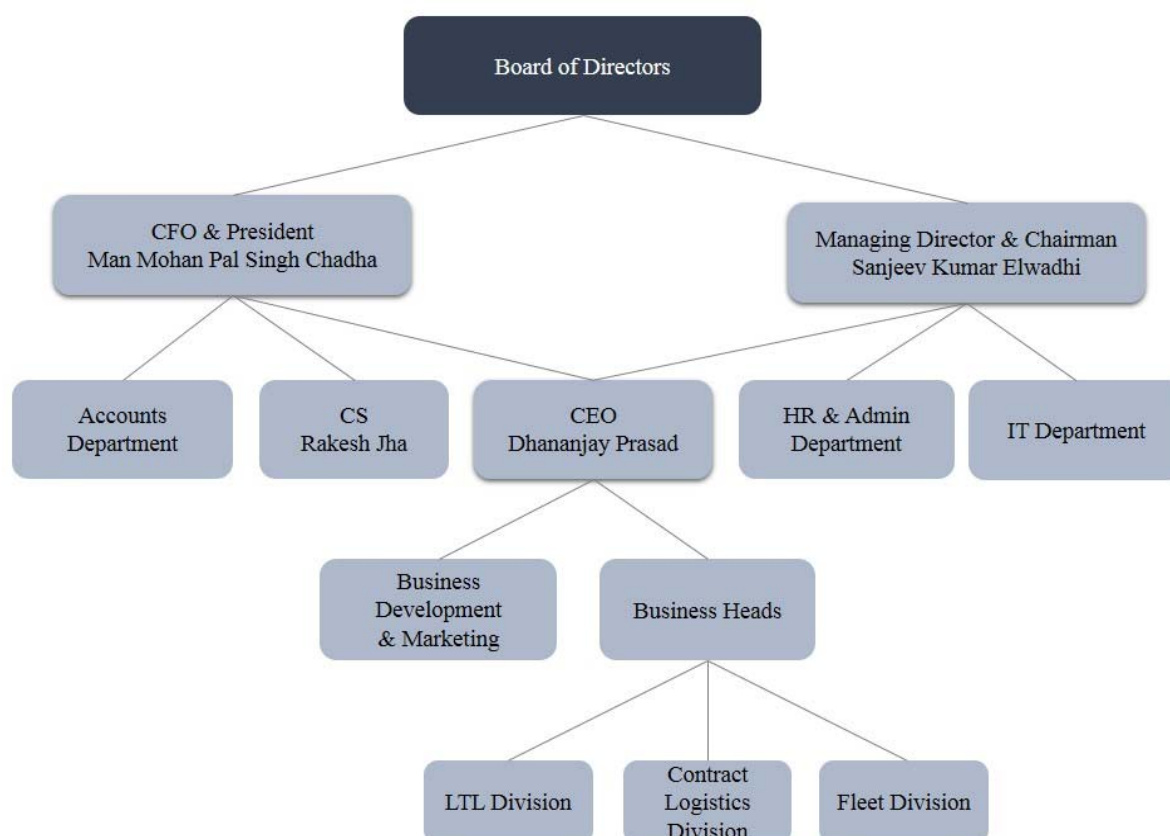 Board of Directors
CFO & President
Man Mohan Pal Singh Chadha
Managing Director & Chairman
Sanjeev Kumar Elwadhi
Accounts
Department
CS
Rakesh Jha
CEO
Dhananjay Prasad
HR & Admin
Department
IT Department
Business
Development
& Marketing
Business Heads
LTL Division
Contract
Logistics
Division
Fleet Division